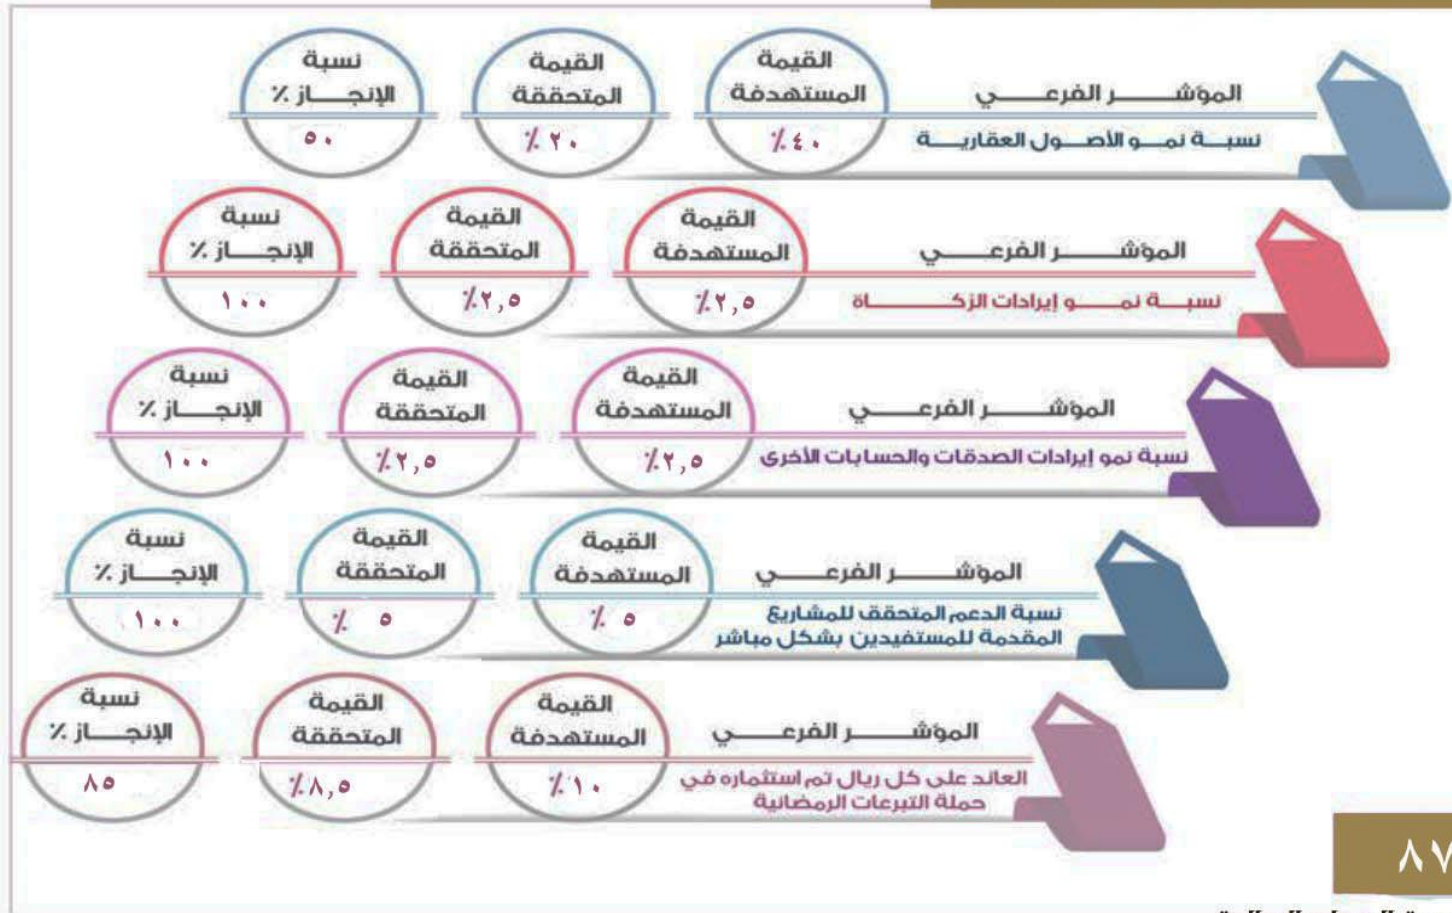 المؤشر الفرعي
القيمة المستهدفة
القيمة المتحققة
نسبة الإنجاز %
نسبة نمو الأصول العقارية
٤٠٪
٢٠٪
٥٠
المؤشر الفرعي
القيمة المستهدفة
القيمة المتحققة
نسبة الإنجاز %
نسبة نمو إيرادات الزكاة
٢,٥٪
٢,٥٪
١٠٠
المؤشر الفرعي
القيمة المستهدفة
القيمة المتحققة
نسبة الإنجاز %
نسبة نمو إيرادات الصدقات والحسابات الأخرى
٢,٥٪
٢,٥٪
١٠٠
المؤشر الفرعي
القيمة المستهدفة
القيمة المتحققة
نسبة الإنجاز %
نسبة الدعم المتحقق للمشاريع
المقدمة للمستفيدين بشكل مباشر
٥ ٪
٥ ٪
١٠٠
المؤشر الفرعي
القيمة المستهدفة
القيمة المتحققة
نسبة الإنجاز %
العائد على كل ريال تم استثماره في
حملة التبرعات الرمضانية
١٠٪
٨,٥٪
٨٥
٨٧